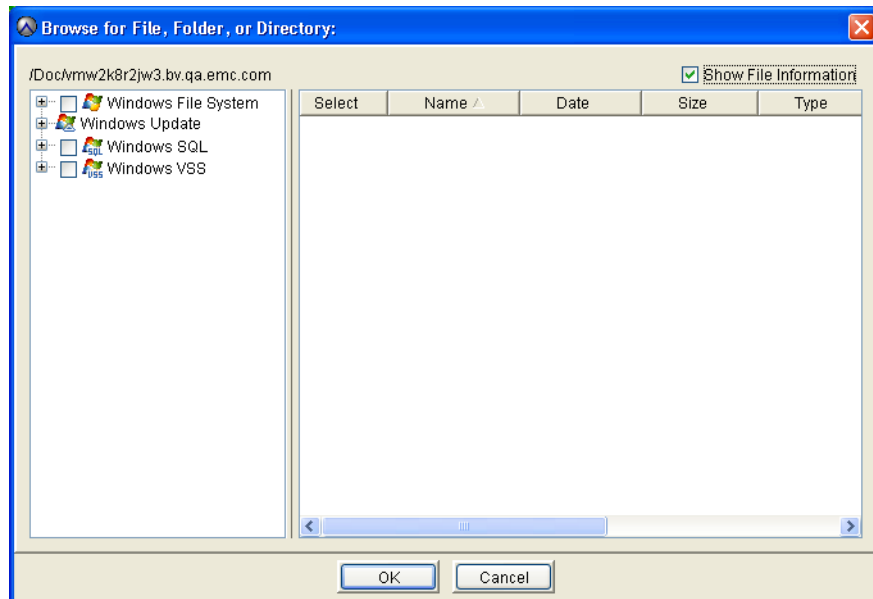 Browse for File, Folder, or Directory:
/Doc/vmw2k8r2jw3.bv.qa.emc.com
Show File Information
Windows File System
Windows Update
Windows SQL
Windows VSS
Select Name Date Size Type
OK Cancel